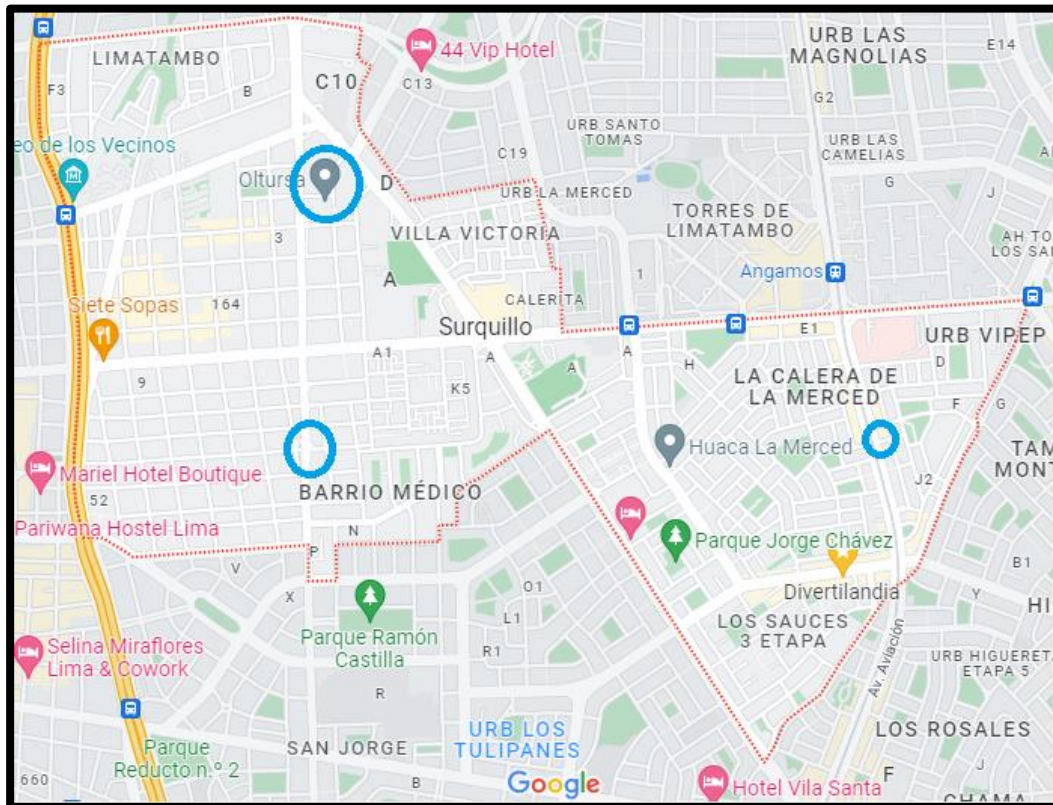 LIMATAMBO
F3
B
C10
44 Vip Hotel
C13
URB LAS
MAGNOLIAS
E14
G2
URB SANTO
TOMAS
URB LAS
CAMELIAS
G
J
eo de los Vecinos
Oltursa
D
C19
URB LA MERCED
TORRES DE
LIMATAMBO
AH TO
LOS SA
3
VILLA VICTORIA
A
1
Angamos
Siete Sopas
164
CALERITA
Surquillo
E1
URB VIPEP
A1
A
A
A
H
D
9
K5
LA CALERA DE
LA MERCED
F
G
Huaca La Merced
TAM
MONT
Mariel Hotel Boutique
52
BARRIO MÉDICO
J2
Pariwana Hostel Lima
N
P
Parque Jorge Chávez
B1
V
X
O1
Divertilandia
Y
L1
HI
Parque Ramón
Castilla
R1
LOS SAUCES
3 ETAPA
Selina Miraflores
Lima & Cowork
R
Av. Aviación
URB HIGUERETA
ETAPA 5
SAN JORGE
URB LOS
TULIPANES
LOS ROSALES
Parque
Reducto n.º 2
J
660
B
Google
Hotel Vila Santa
F
CHAMA